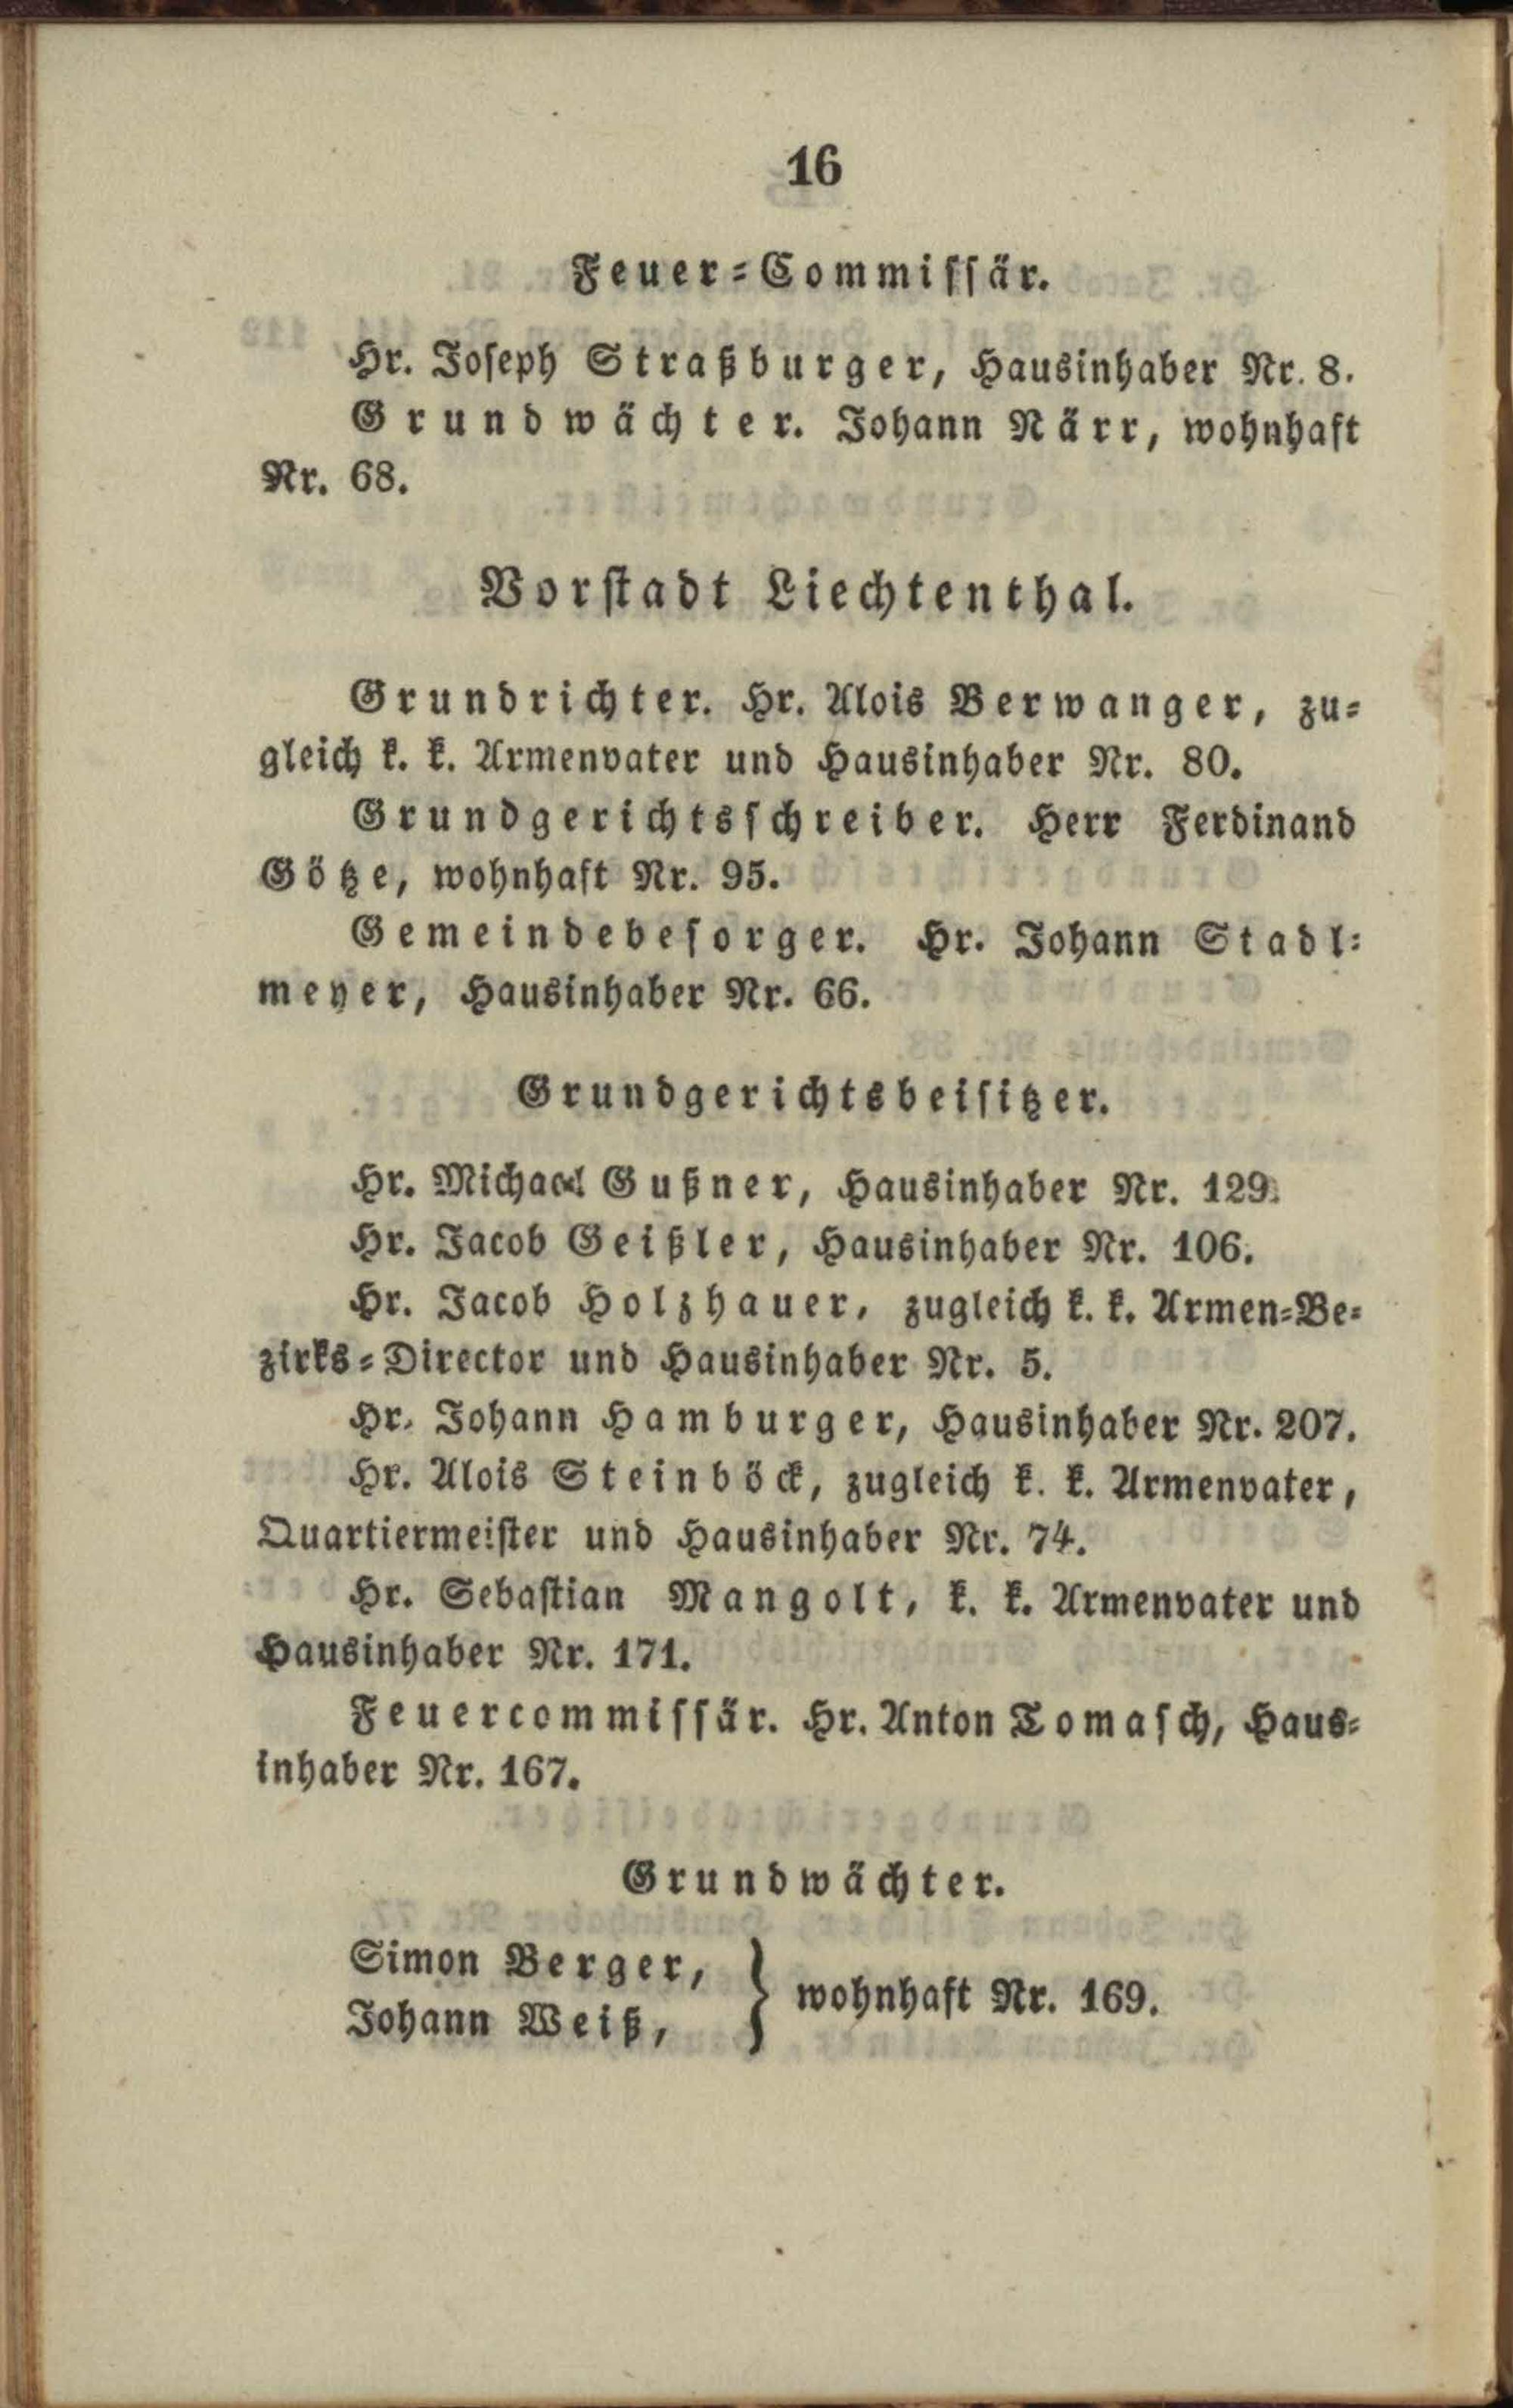 16
Feuer-Commissär.
Hr. Joseph Straßburger, Hausinhaber Nr. 8.
Grundwächter. Johann Närr, wohnhaft
Nr. 68.
Vorstadt Liechtenthal.
Grundrichter. Hr. Alois Berwanger, zu-
gleich k. k. Armenvater und Hausinhaber Nr. 80.
Grundgerichtsschreiber. Herr Ferdinand
Götze, wohnhaft Nr. 95.
Gemeindebesorger. Hr. Johann Stadl-
meyer, Hausinhaber Nr. 66.
Grundgerichtsbeisitzer.
Hr. Michael Gußner, Hausinhaber Nr. 129.
Hr. Jacob Geißler, Hausinhaber Nr. 106.
Hr. Jacob Holzhauer, zugleich k. k. Armen-Be-
zirks-Director und Hausinhaber Nr. 5.
Hr. Johann Hamburger, Hausinhaber Nr. 207.
Hr. Alois Steinböck, zugleich k. k. Armenvater,
Quartiermeister und Hausinhaber Nr. 74.
Hr. Sebastian Mangolt, k. k. Armenvater und
Hausinhaber Nr. 171.
Feuercommissär. Hr. Anton Tomasch, Haus-
inhaber Nr. 167.
Grundwächter.
Simon Berger,
Johann Weiß, } wohnhaft Nr. 169.